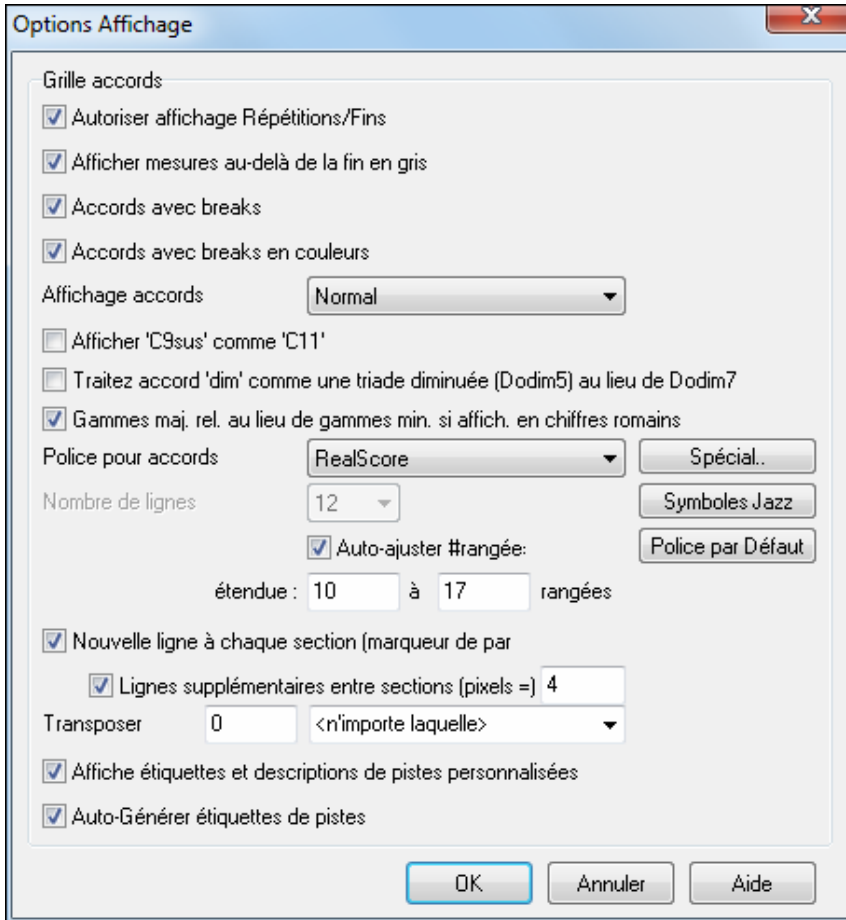 Options Affichage
Grille accords
Autoriser affichage Répétitions/Fins
Afficher mesures au-delà de la fin en gris
Accords avec breaks
Accords avec breaks en couleurs
Affichage accords Normal
Afficher 'C9sus' comme 'C11'
Traitez accord 'dim' comme une triade diminuée (Dodim5) au lieu de Dodim7
Gammes maj. rel. au lieu de gammes min. si affich. en chiffres romains
Police pour accords RealScore Spécial..
Nombre de lignes 12 Symboles Jazz
Auto-ajuster #rangée: Police par Défaut
étendue : 10 à 17 rangées
Nouvelle ligne à chaque section (marqueur de par
Lignes supplémentaires entre sections (pixels =) 4
Transposer 0 <n'importe laquelle>
Affiche étiquettes et descriptions de pistes personnalisées
Auto-Générer étiquettes de pistes
OK Annuler Aide